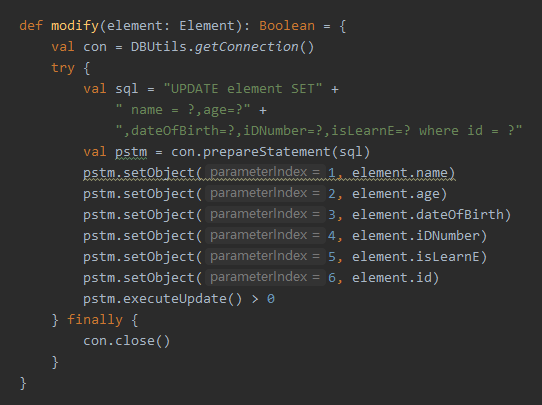 def modify(element: Element): Boolean = {
    val con = DBUtils.getConnection()
    try {
        val sql = "UPDATE element SET" +
            " name = ?,age=?" +
            ",dateOfBirth=?,iDNumber=?,isLearnE=? where id = ?"
        val pstm = con.prepareStatement(sql)
        pstm.setObject( parameterIndex = 1, element.name)
        pstm.setObject( parameterIndex = 2, element.age)
        pstm.setObject( parameterIndex = 3, element.dateOfBirth)
        pstm.setObject( parameterIndex = 4, element.iDNumber)
        pstm.setObject( parameterIndex = 5, element.isLearnE)
        pstm.setObject( parameterIndex = 6, element.id)
        pstm.executeUpdate() > 0
    } finally {
        con.close()
    }
}